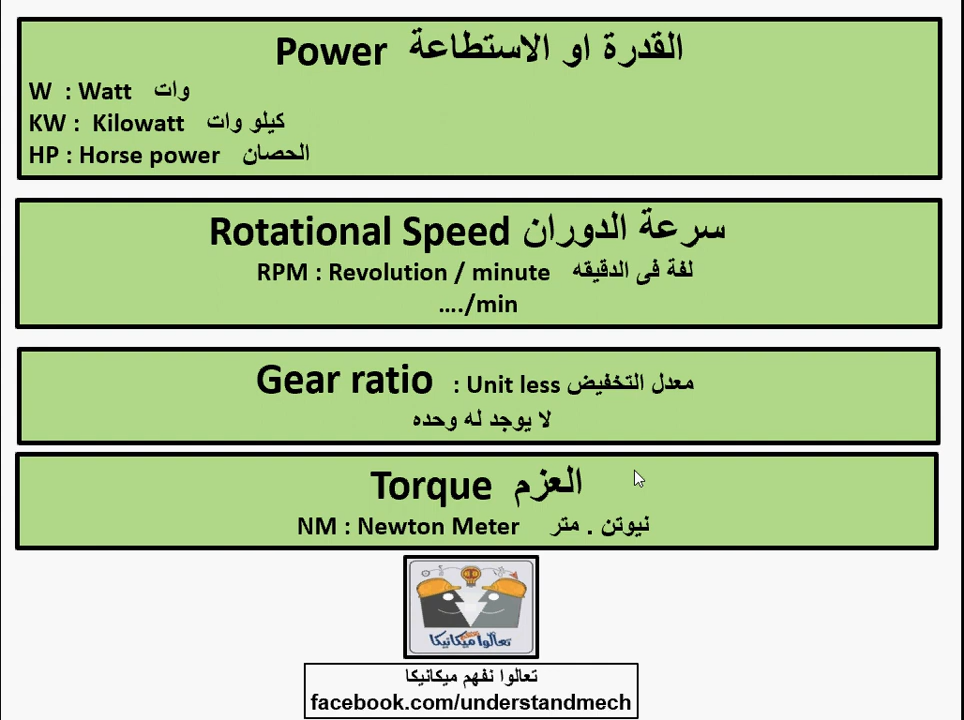 Power القدرة او الاستطاعة
W : Watt وات
KW : Kilowatt كيلو وات
HP : Horse power الحصان
Rotational Speed سرعة الدوران
RPM : Revolution / minute لفة فى الدقيقه
…./min
Gear ratio : Unit less معدل التخفيض
لا يوجد له وحده
Torque العزم
NM : Newton Meter نيوتن . متر
تعالوا نفهم ميكانيكا
تعالوا نفهم ميكانيكا
facebook.com/understandmech